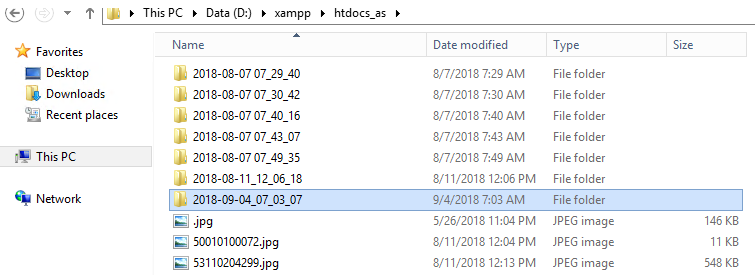 This PC Data (D:) xampp htdocs_as
Name Date modified Type Size
Favorites
Desktop
Downloads
Recent places
This PC
Network
2018-08-07 07_29_40 8/7/2018 7:29 AM File folder
2018-08-07 07_30_42 8/7/2018 7:30 AM File folder
2018-08-07 07_40_16 8/7/2018 7:40 AM File folder
2018-08-07 07_43_07 8/7/2018 7:43 AM File folder
2018-08-07 07_49_35 8/7/2018 7:49 AM File folder
2018-08-11_12_06_18 8/11/2018 12:06 PM File folder
2018-09-04_07_03_07 9/4/2018 7:03 AM File folder
.jpg 5/26/2018 11:04 PM JPEG image 146 KB
50010100072.jpg 8/11/2018 12:04 PM JPEG image 11 KB
53110204299.jpg 8/11/2018 12:13 PM JPEG image 548 KB